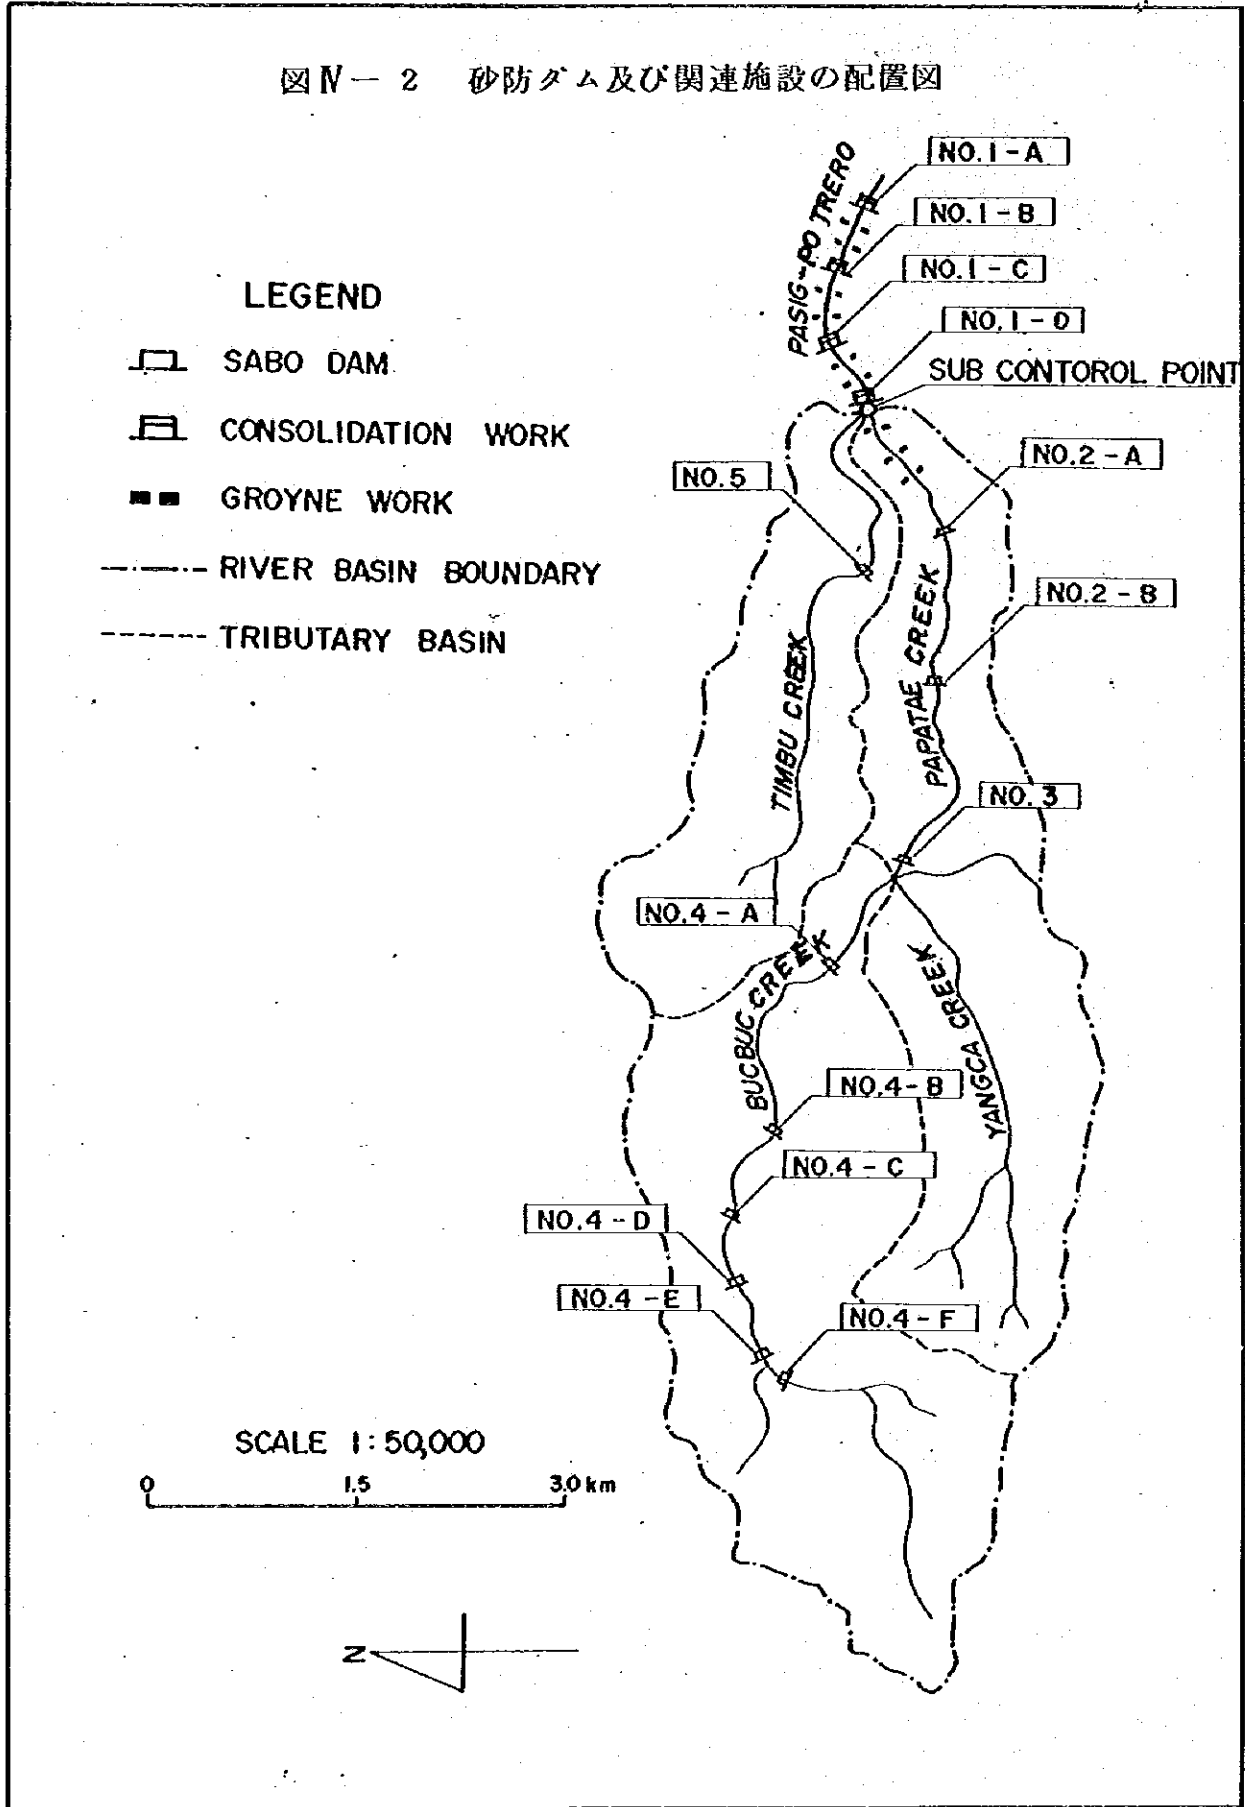 図Ⅳ－2 砂防ダム及び関連施設の配置図
NO.1-A
NO.1-B
NO.1-C
NO.1-D
SUB CONTOROL POINT
PASIG-POTRERO
LEGEND
SABO DAM
CONSOLIDATION WORK
GROYNE WORK
RIVER BASIN BOUNDARY
TRIBUTARY BASIN
NO.5
NO.2-A
NO.2-B
PAPATAE CREEK
TIMBU CREEK
NO.3
NO.4-A
BUCBUC CREEK
YANGCA CREEK
NO.4-B
NO.4-C
NO.4-D
NO.4-E
NO.4-F
SCALE 1:50,000
0 1.5 3.0 km
N